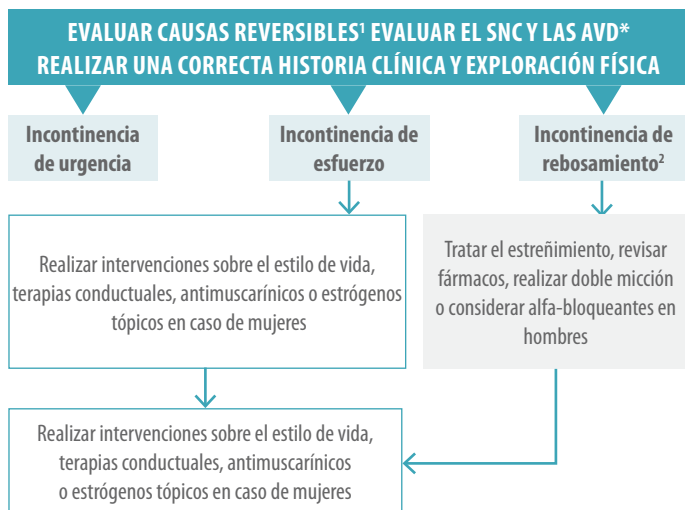 EVALUAR CAUSAS REVERSIBLES¹ EVALUAR EL SNC Y LAS AVD*
REALIZAR UNA CORRECTA HISTORIA CLÍNICA Y EXPLORACIÓN FÍSICA
Incontinencia
de urgencia
Incontinencia de
esfuerzo
Incontinencia de
rebosamiento²
Realizar intervenciones sobre el estilo de vida,
terapias conductuales, antimuscarínicos o estrógenos
tópicos en caso de mujeres
Tratar el estreñimiento, revisar
fármacos, realizar doble micción
o considerar alfa-bloqueantes en
hombres
Realizar intervenciones sobre el estilo de vida,
terapias conductuales, antimuscarínicos
o estrógenos tópicos en caso de mujeres